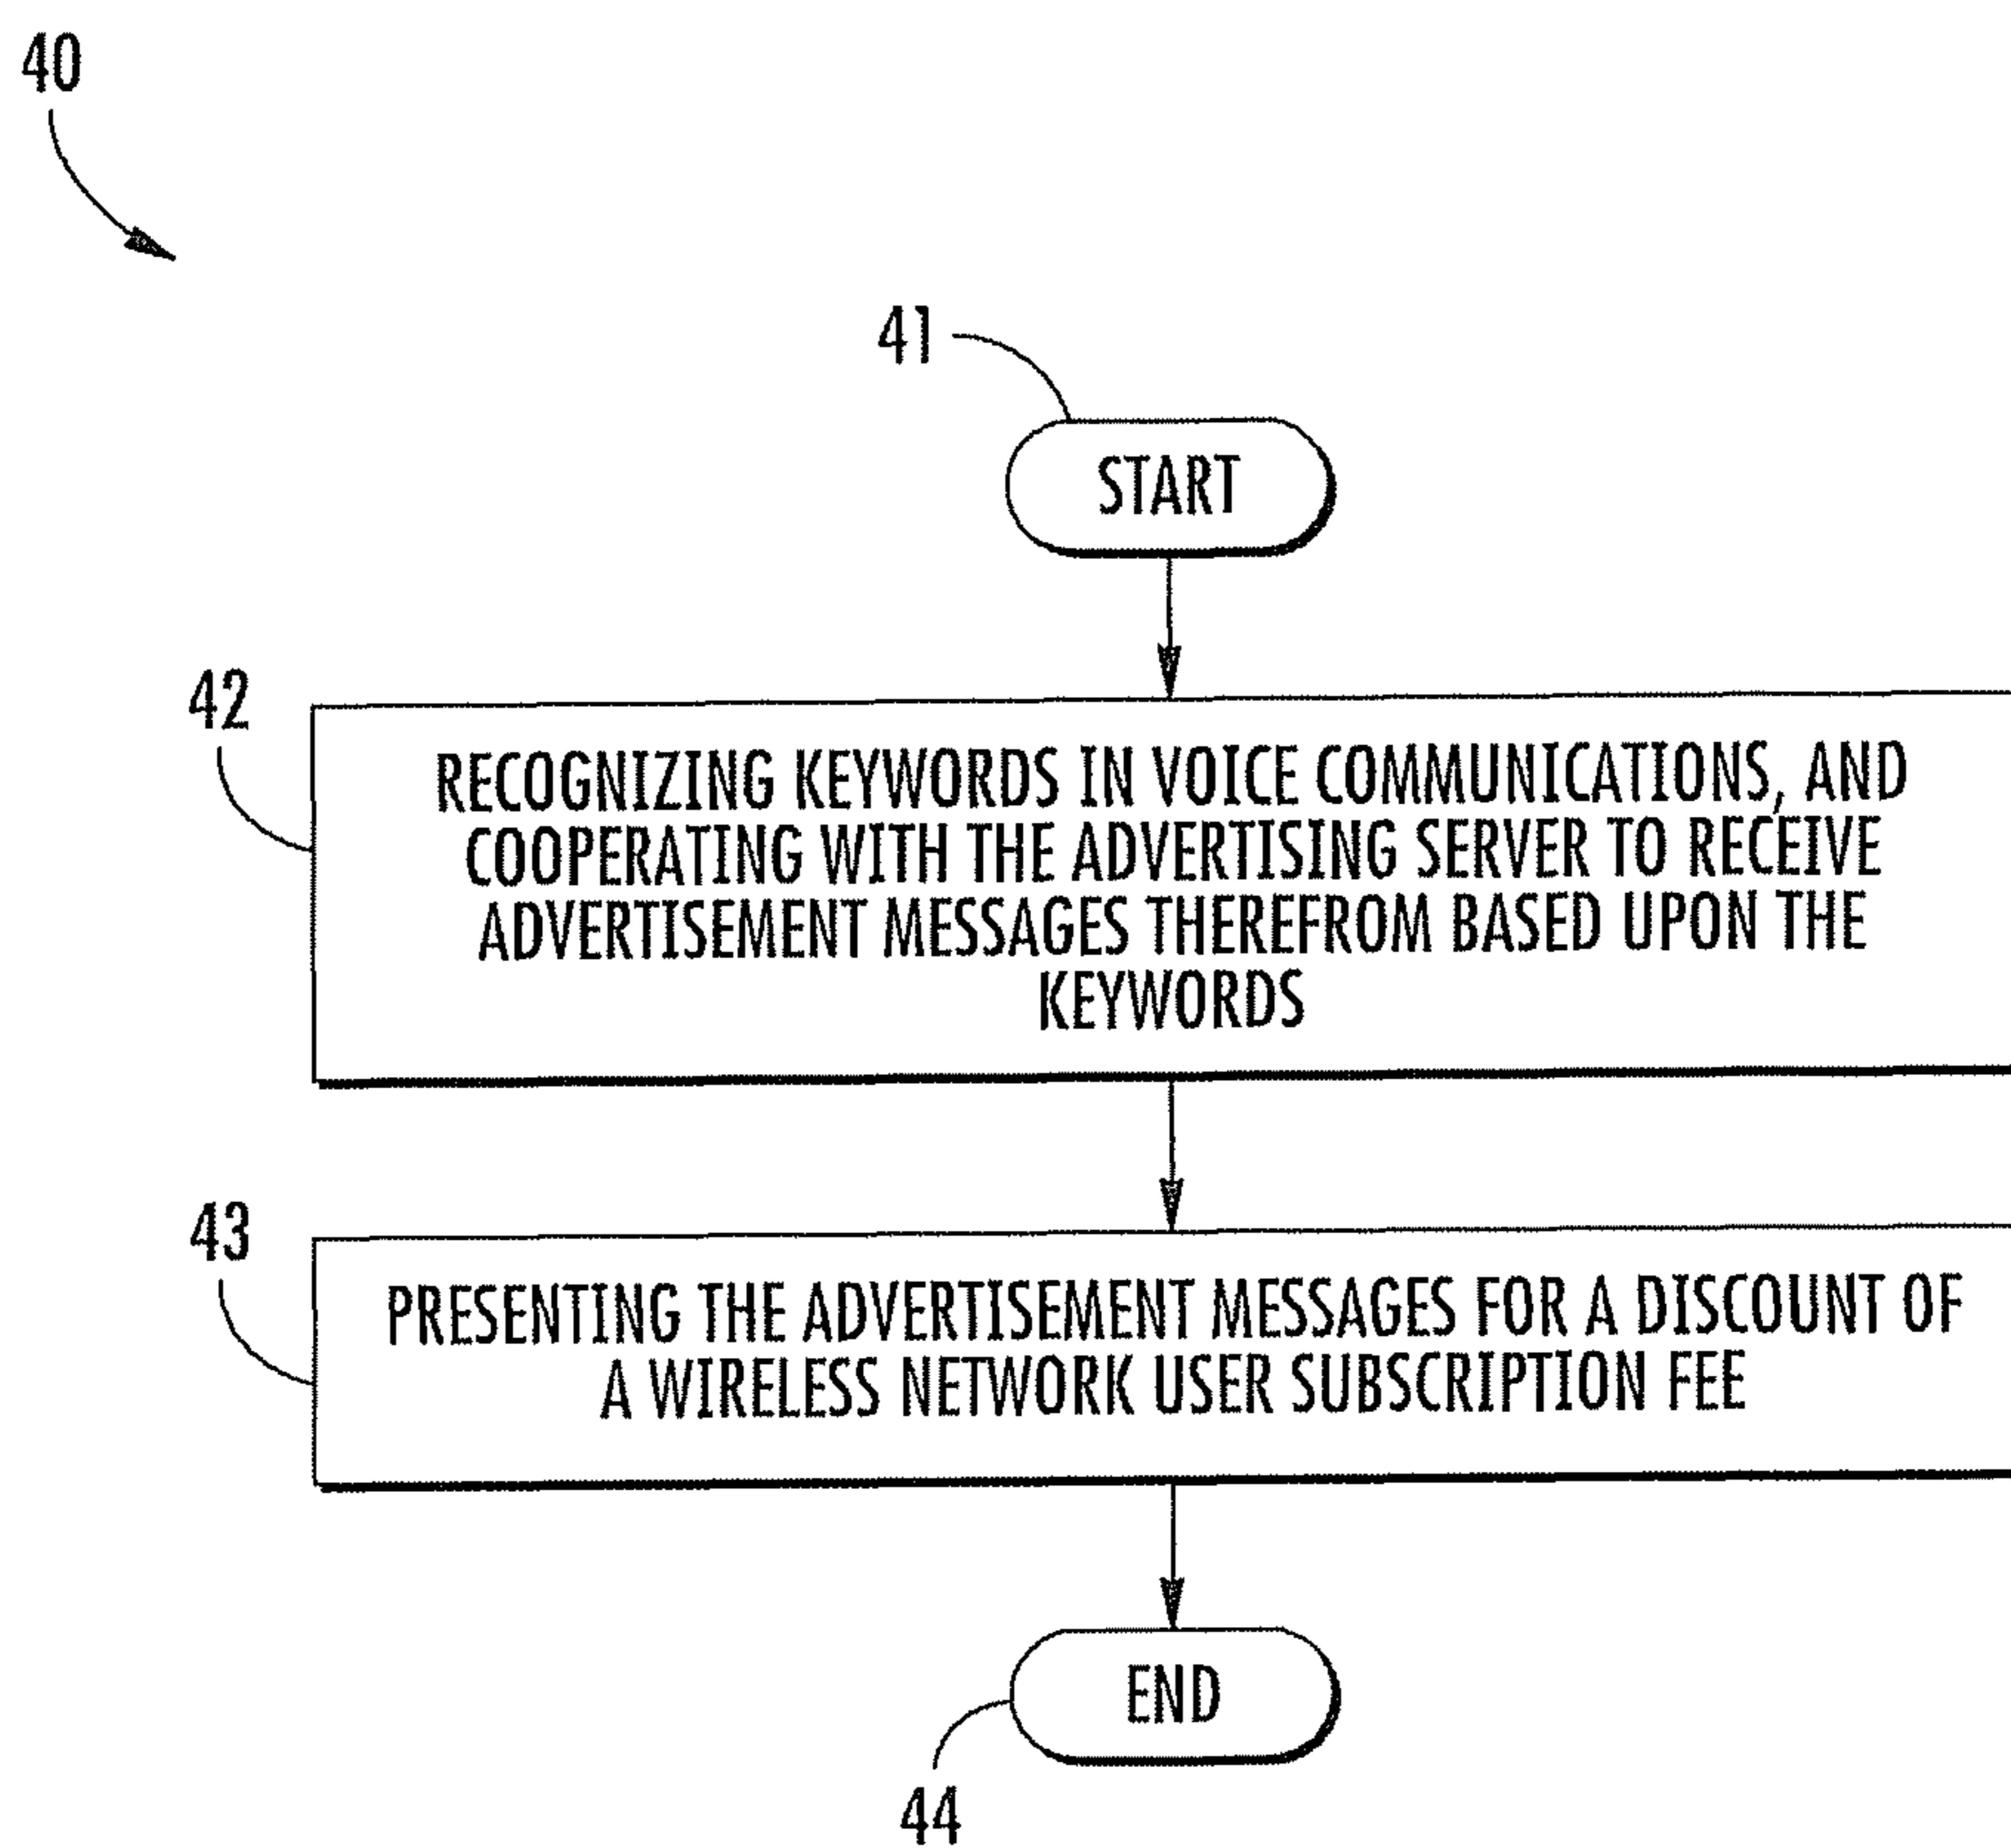 40
41
START
42
RECOGNIZING KEYWORDS IN VOICE COMMUNICATIONS, AND
COOPERATING WITH THE ADVERTISING SERVER TO RECEIVE
ADVERTISEMENT MESSAGES THEREFROM BASED UPON THE
KEYWORDS
43
PRESENTING THE ADVERTISEMENT MESSAGES FOR A DISCOUNT OF
A WIRELESS NETWORK USER SUBSCRIPTION FEE
END
44